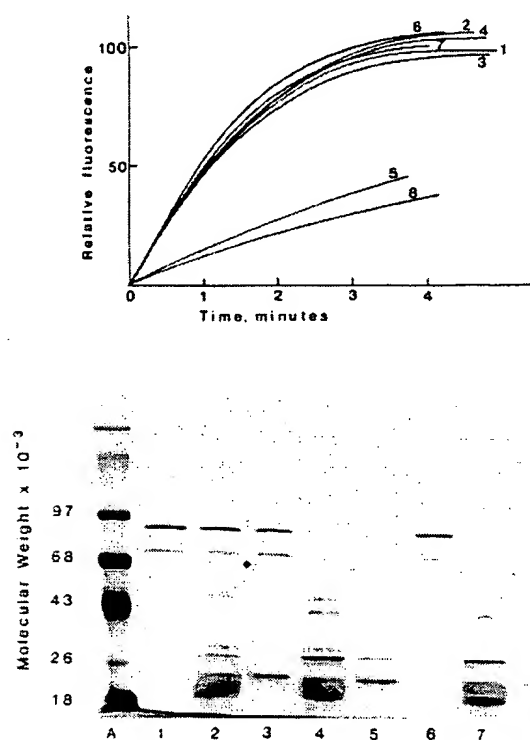 Relative fluorescence
100
50
6 2 4
7
1
3
5
8
0 1 2 3 4
Time, minutes
Molecular Weight x 10⁻³
97
68
43
26
18
A 1 2 3 4 5 6 7